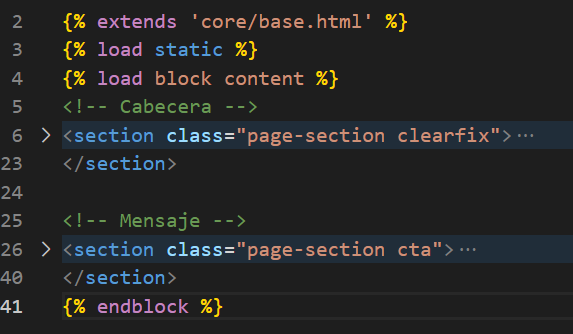 2 {% extends 'core/base.html' %}
3 {% load static %}
4 {% load block content %}
5 <!-- Cabecera -->
6 > <section class="page-section clearfix">···
23 </section>
24
25 <!-- Mensaje -->
26 > <section class="page-section cta">···
40 </section>
41 {% endblock %}